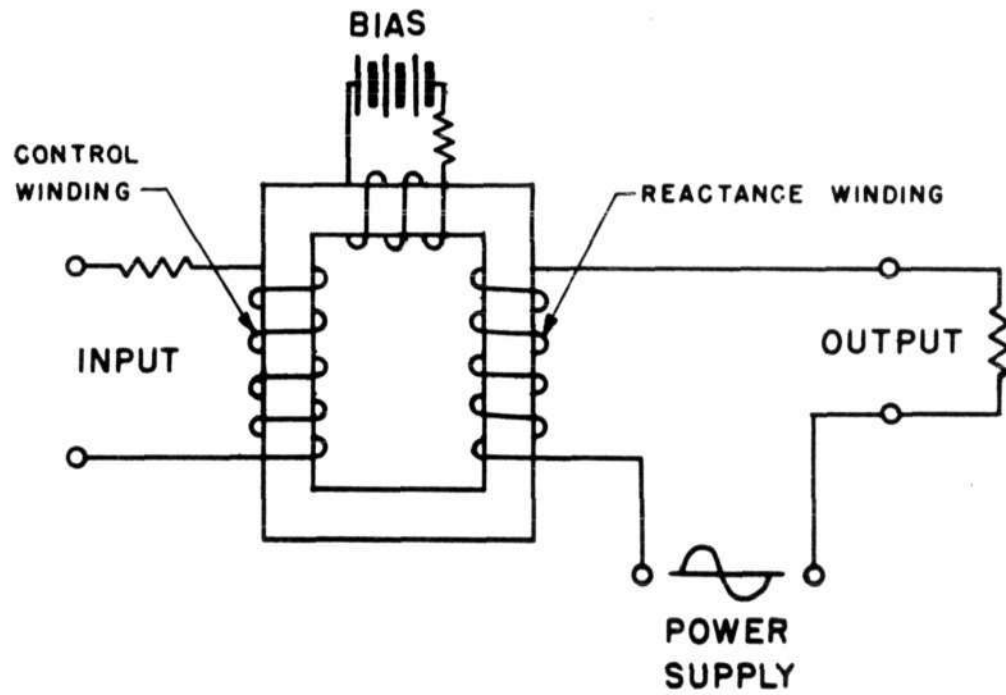 BIAS
CONTROL
WINDING
REACTANCE WINDING
INPUT
OUTPUT
POWER
SUPPLY